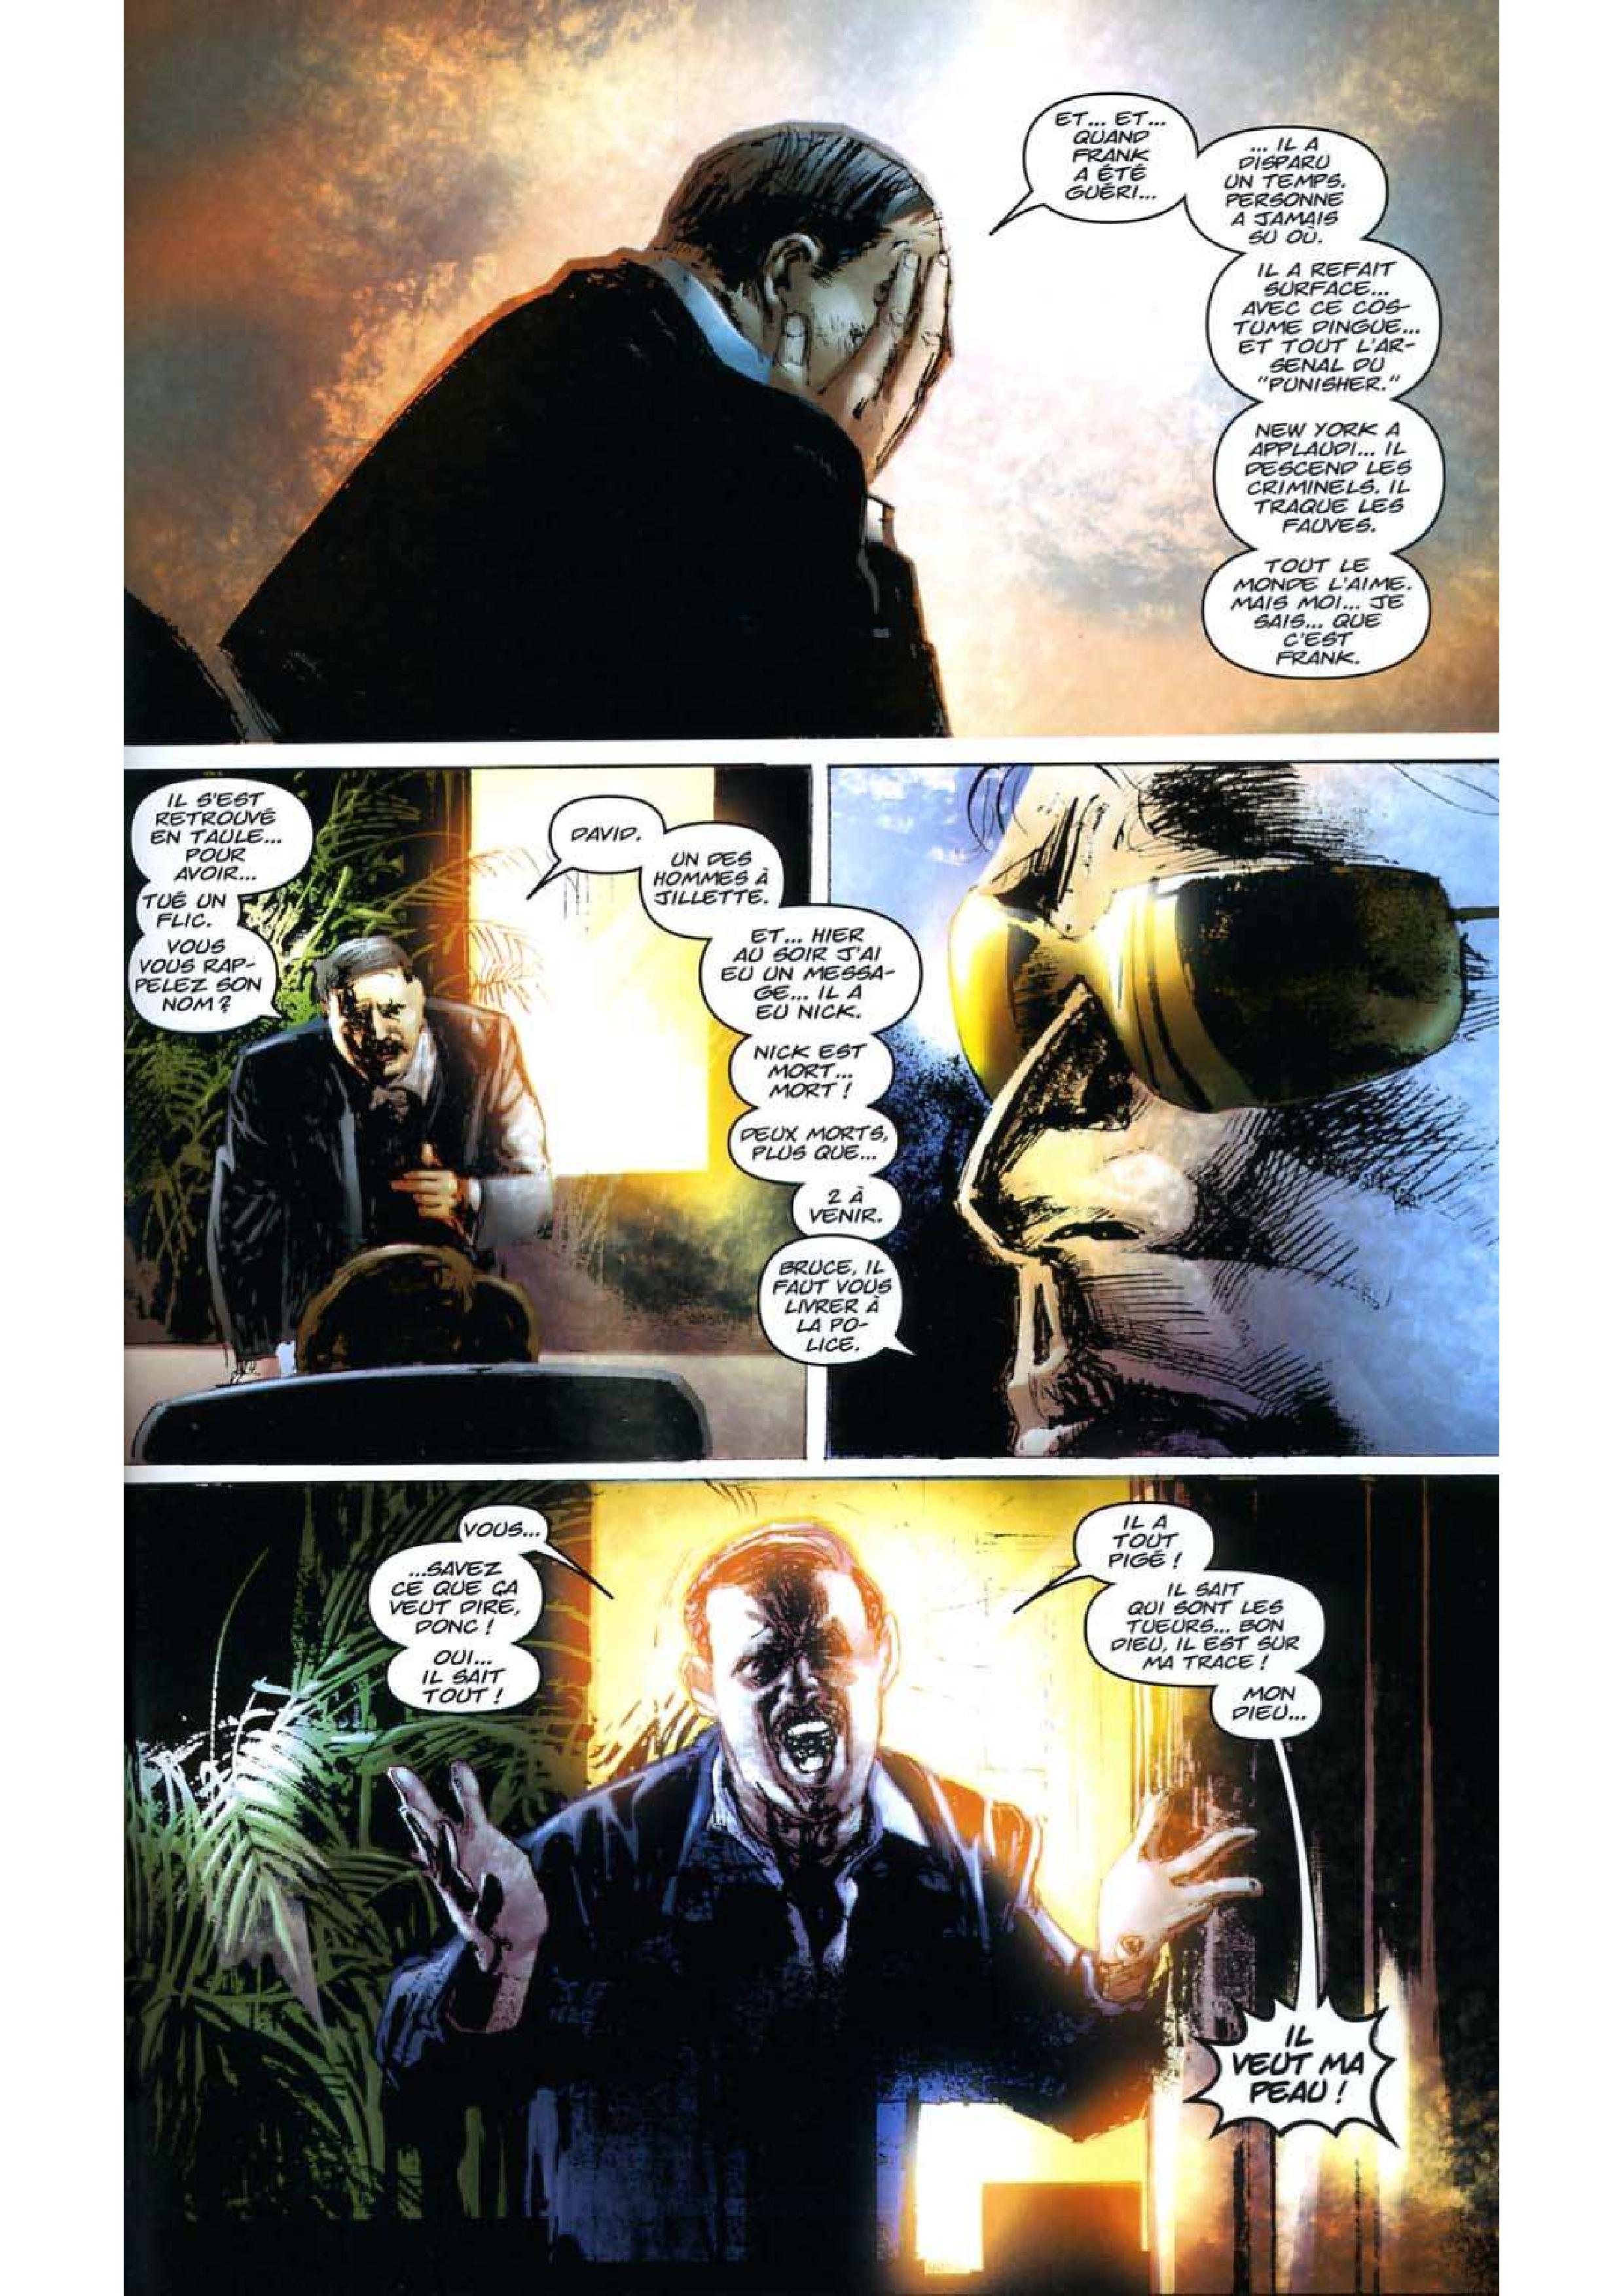 ET... ET...
QUAND
FRANK
A ÉTÉ
GUÉRI...
... IL A
DISPARU
UN TEMPS.
PERSONNE
A JAMAIS
SU OÙ.
IL A REFAIT
SURFACE...
AVEC CE COS-
TUME DINGUE...
ET TOUT L'AR-
SENAL DU
"PUNISHER."
NEW YORK A
APPLAUDI... IL
DESCEND LES
CRIMINELS. IL
TRAQUE LES
FAUVES.
TOUT LE
MONDE L'AIME.
MAIS MOI... JE
SAIS... QUE
C'EST
FRANK.
IL S'EST
RETROUVÉ
EN TAULE...
POUR
AVOIR...
TUÉ UN
FLIC.
VOUS
VOUS RAP-
PELEZ SON
NOM ?
DAVID.
UN DES
HOMMES À
JILLETTE.
ET... HIER
AU SOIR J'AI
EU UN MESSA-
GE... IL A
EU NICK.
NICK EST
MORT...
MORT !
DEUX MORTS,
PLUS QUE...
2 À
VENIR.
BRUCE, IL
FAUT VOUS
LIVRER À
LA PO-
LICE.
VOUS...
...SAVEZ
CE QUE ÇA
VEUT DIRE,
DONC !
OUI...
IL SAIT
TOUT !
IL A
TOUT
PIGÉ !
IL SAIT
QUI SONT LES
TUEURS... BON
DIEU, IL EST SUR
MA TRACE !
MON
DIEU...
IL
VEUT MA
PEAU !